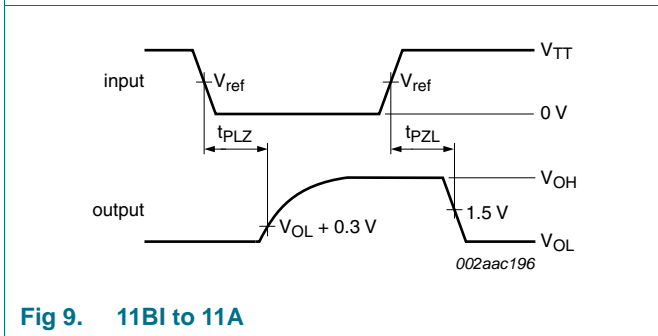 V_TT
input
V_ref
V_ref
0 V
t_PLZ
t_PZL
V_OH
output
V_OL + 0.3 V
1.5 V
V_OL
002aac196
Fig 9. 11BI to 11A